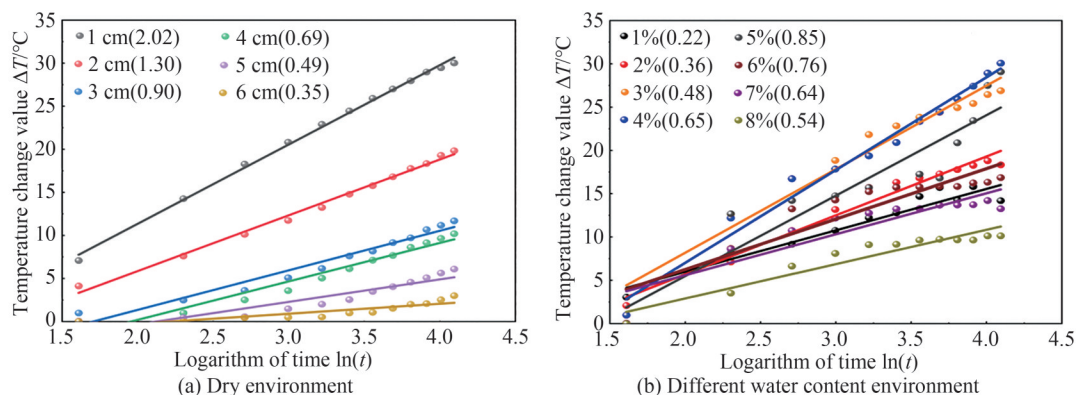 Temperature change value ΔT/°C
35
30
25
20
15
10
5
0
1 cm(2.02)
2 cm(1.30)
3 cm(0.90)
4 cm(0.69)
5 cm(0.49)
6 cm(0.35)
1.5 2.0 2.5 3.0 3.5 4.0 4.5
Logarithm of time ln(t)
(a) Dry environment
Temperature change value ΔT/°C
35
30
25
20
15
10
5
0
1%(0.22)
2%(0.36)
3%(0.48)
4%(0.65)
5%(0.85)
6%(0.76)
7%(0.64)
8%(0.54)
1.5 2.0 2.5 3.0 3.5 4.0 4.5
Logarithm of time ln(t)
(b) Different water content environment